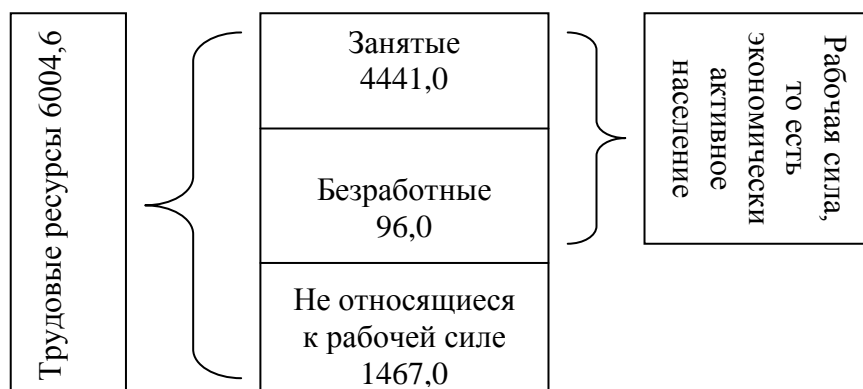 Трудовые ресурсы 6004,6
Занятые
4441,0
Безработные
96,0
Не относящиеся
к рабочей силе
1467,0
Рабочая сила,
то есть
экономически
активное
население